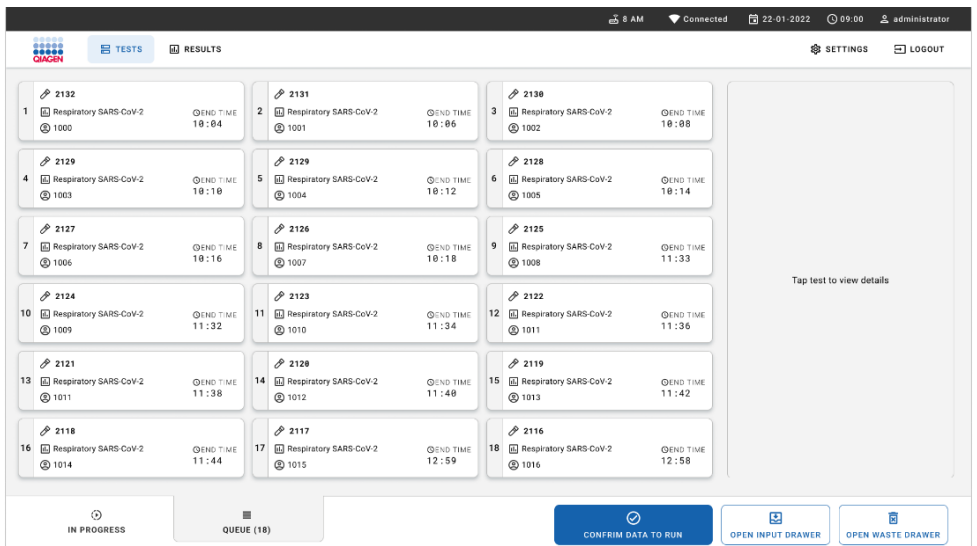 8 AM Connected 22-01-2022 09:00 administrator
QIAGEN TESTS RESULTS SETTINGS LOGOUT
1 2132
Respiratory SARS-CoV-2 END TIME
1000 10:04
2 2131
Respiratory SARS-CoV-2 END TIME
1001 10:06
3 2130
Respiratory SARS-CoV-2 END TIME
1002 10:08
4 2129
Respiratory SARS-CoV-2 END TIME
1003 10:10
5 2129
Respiratory SARS-CoV-2 END TIME
1004 10:12
6 2128
Respiratory SARS-CoV-2 END TIME
1005 10:14
7 2127
Respiratory SARS-CoV-2 END TIME
1006 10:16
8 2126
Respiratory SARS-CoV-2 END TIME
1007 10:18
9 2125
Respiratory SARS-CoV-2 END TIME
1008 11:33
Tap test to view details
10 2124
Respiratory SARS-CoV-2 END TIME
1009 11:32
11 2123
Respiratory SARS-CoV-2 END TIME
1010 11:34
12 2122
Respiratory SARS-CoV-2 END TIME
1011 11:36
13 2121
Respiratory SARS-CoV-2 END TIME
1011 11:38
14 2120
Respiratory SARS-CoV-2 END TIME
1012 11:40
15 2119
Respiratory SARS-CoV-2 END TIME
1013 11:42
16 2118
Respiratory SARS-CoV-2 END TIME
1014 11:44
17 2117
Respiratory SARS-CoV-2 END TIME
1015 12:59
18 2116
Respiratory SARS-CoV-2 END TIME
1016 12:58
IN PROGRESS QUEUE (18) CONFRIM DATA TO RUN OPEN INPUT DRAWER OPEN WASTE DRAWER